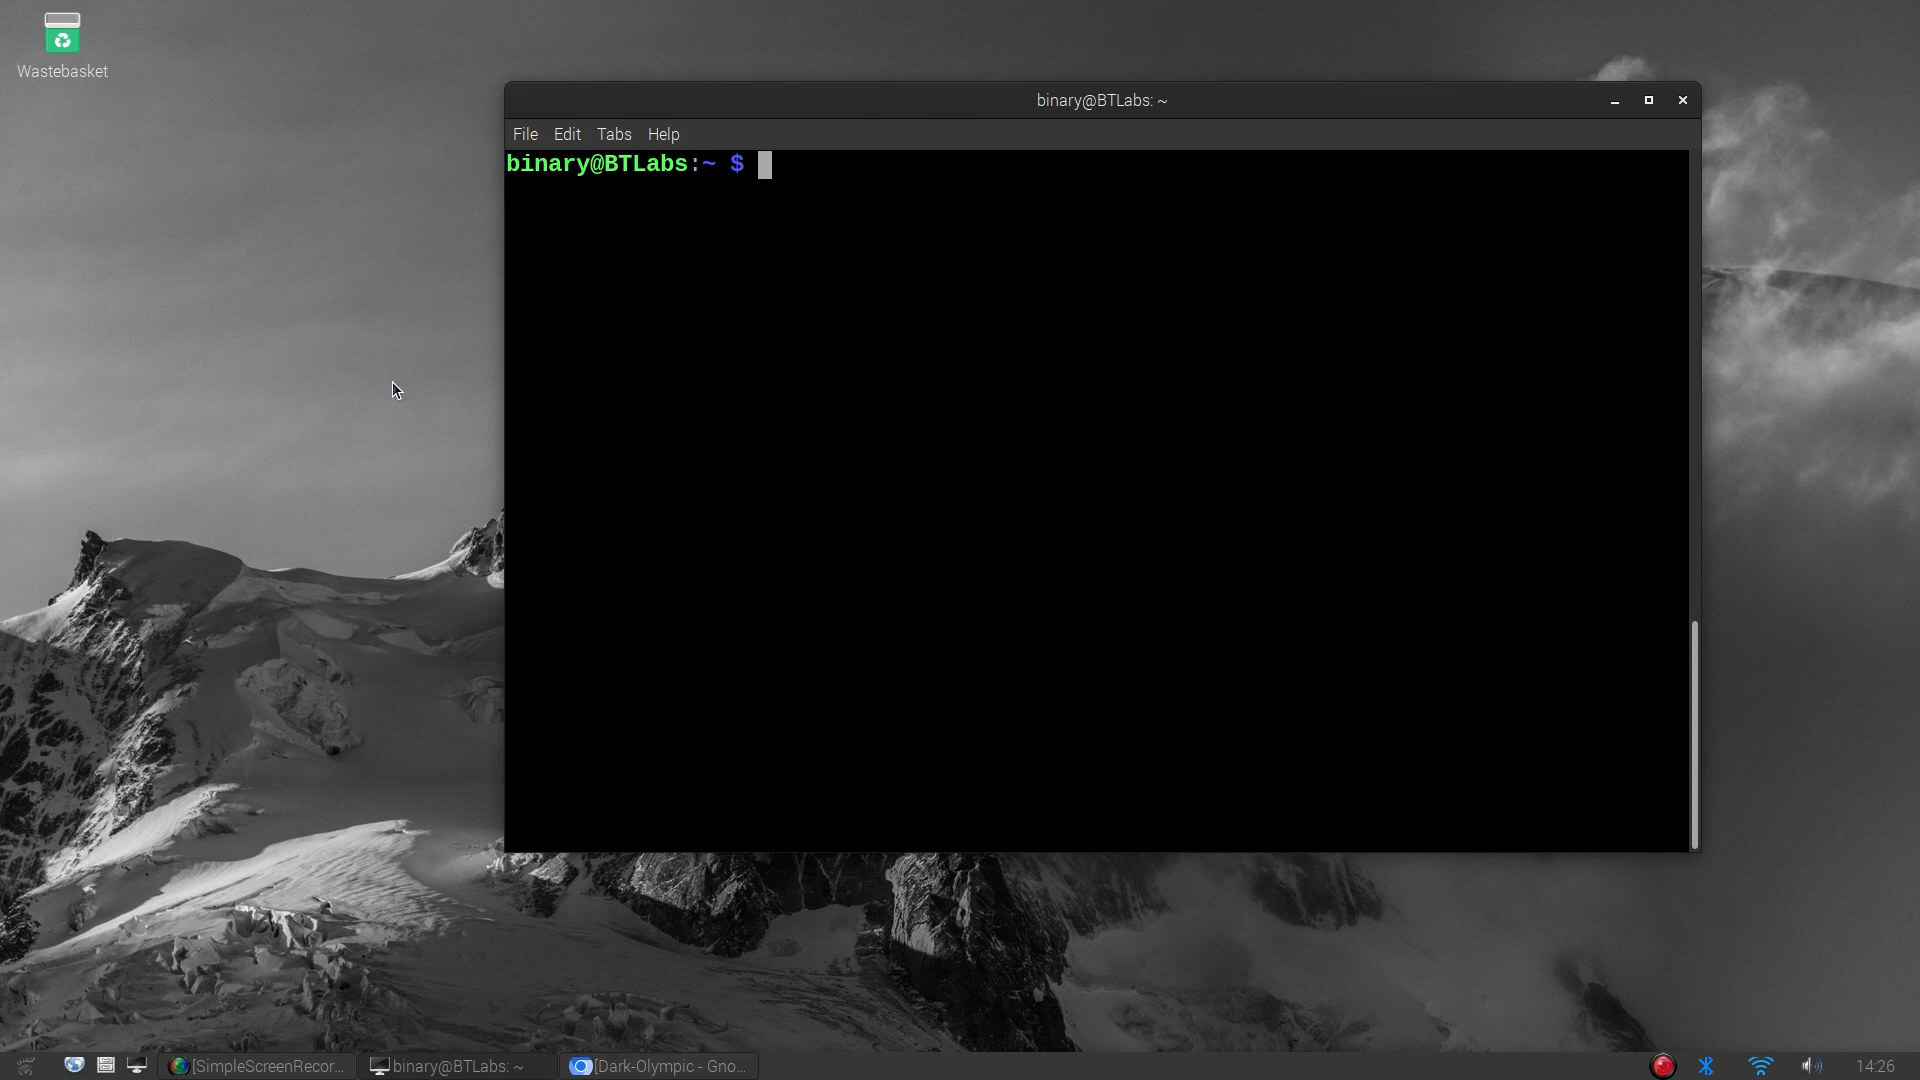 Wastebasket
binary@BTLabs: ~
File Edit Tabs Help
binary@BTLabs:~ $
[SimpleScreenRecor...
binary@BTLabs: ~
[Dark-Olympic - Gno...
14:26